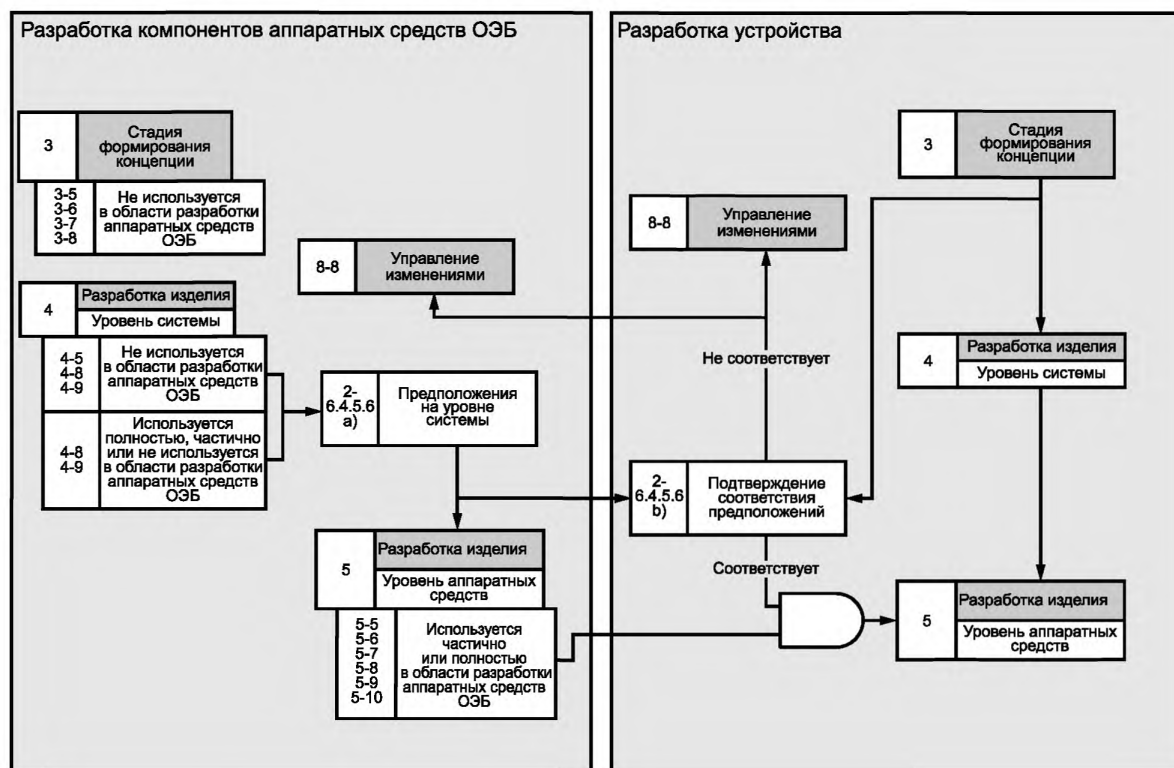 Разработка компонентов аппаратных средств ОЭБ
3
Стадия
формирования
концепции
3-5
3-6
3-7
3-8
Не используется
в области разработки
аппаратных средств
ОЭБ
8-8
Управление
изменениями
4
Разработка изделия
Уровень системы
4-5
4-8
4-9
Не используется
в области разработки
аппаратных средств
ОЭБ
4-8
4-9
Используется
полностью, частично
или не используется
в области разработки
аппаратных средств
ОЭБ
2-
6.4.5.6
a)
Предположения
на уровне
системы
5
Разработка изделия
Уровень аппаратных
средств
5-5
5-6
5-7
5-8
5-9
5-10
Используется
частично
или полностью
в области разработки
аппаратных средств
ОЭБ
Разработка устройства
3
Стадия
формирования
концепции
8-8
Управление
изменениями
Не соответствует
4
Разработка изделия
Уровень системы
2-
6.4.5.6
b)
Подтверждение
соответствия
предположений
Соответствует
5
Разработка изделия
Уровень аппаратных
средств